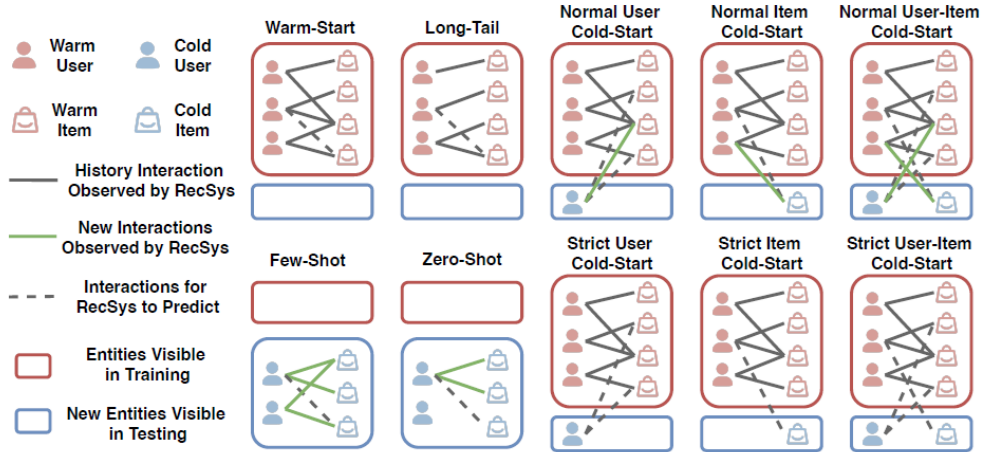 Warm
User
Cold
User
Warm
Item
Cold
Item
History Interaction
Observed by RecSys
New Interactions
Observed by RecSys
Interactions for
RecSys to Predict
Entities Visible
in Training
New Entities Visible
in Testing
Warm-Start
Long-Tail
Normal User
Cold-Start
Normal Item
Cold-Start
Normal User-Item
Cold-Start
Few-Shot
Zero-Shot
Strict User
Cold-Start
Strict Item
Cold-Start
Strict User-Item
Cold-Start